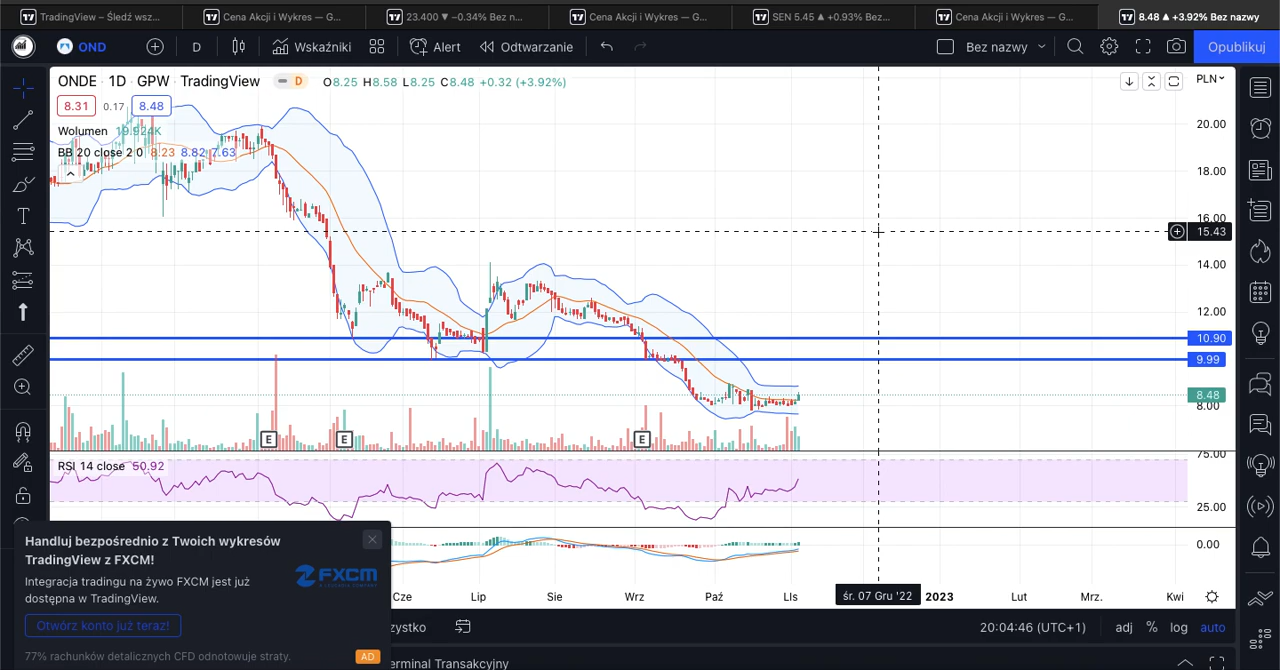 TradingView – Śledź wsz...
Cena Akcji i Wykres — G...
23.400 ▼ −0.34% Bez n...
Cena Akcji i Wykres — G...
SEN 5.45 ▲ +0.93% Bez...
Cena Akcji i Wykres — G...
8.48 ▲ +3.92% Bez nazwy
OND
D
Wskaźniki
Alert
Odtwarzanie
Bez nazwy
Opublikuj
ONDE · 1D · GPW · TradingView
D
O8.25 H8.58 L8.25 C8.48 +0.32 (+3.92%)
PLN
8.31
0.17
8.48
Wolumen 19.924K
BB 20 close 2 0 8.23 8.82 7.63
20.00
18.00
16.00
15.43
14.00
12.00
10.90
9.99
8.48
8.00
E
E
E
RSI 14 close 50.92
75.00
25.00
0.00
Handluj bezpośrednio z Twoich wykresów
TradingView z FXCM!
Integracja tradingu na żywo FXCM jest już
dostępna w TradingView.
FXCM
Otwórz konto już teraz!
77% rachunków detalicznych CFD odnotowuje straty.
AD
Cze
Lip
Sie
Wrz
Paź
LIs
śr. 07 Gru '22
2023
Lut
Mrz.
Kwi
zystko
20:04:46 (UTC+1)
adj
%
log
auto
erminal Transakcyjny